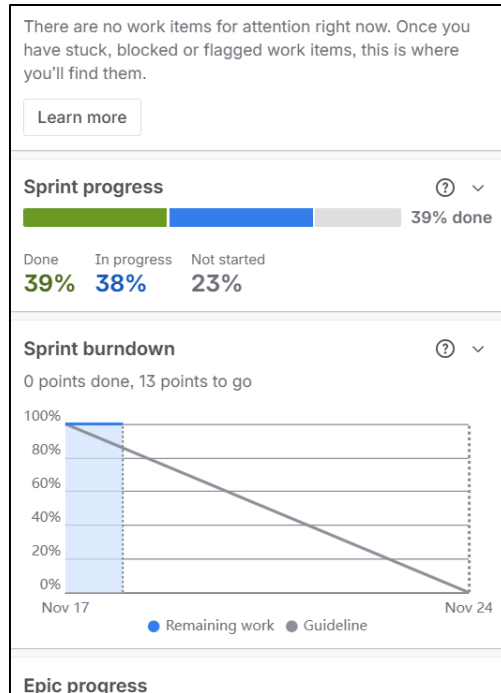 There are no work items for attention right now. Once you
have stuck, blocked or flagged work items, this is where
you'll find them.
Learn more
Sprint progress
39% done
Done In progress Not started
39% 38% 23%
Sprint burndown
0 points done, 13 points to go
100%
80%
60%
40%
20%
0%
Nov 17 Nov 24
Remaining work Guideline
Epic progress